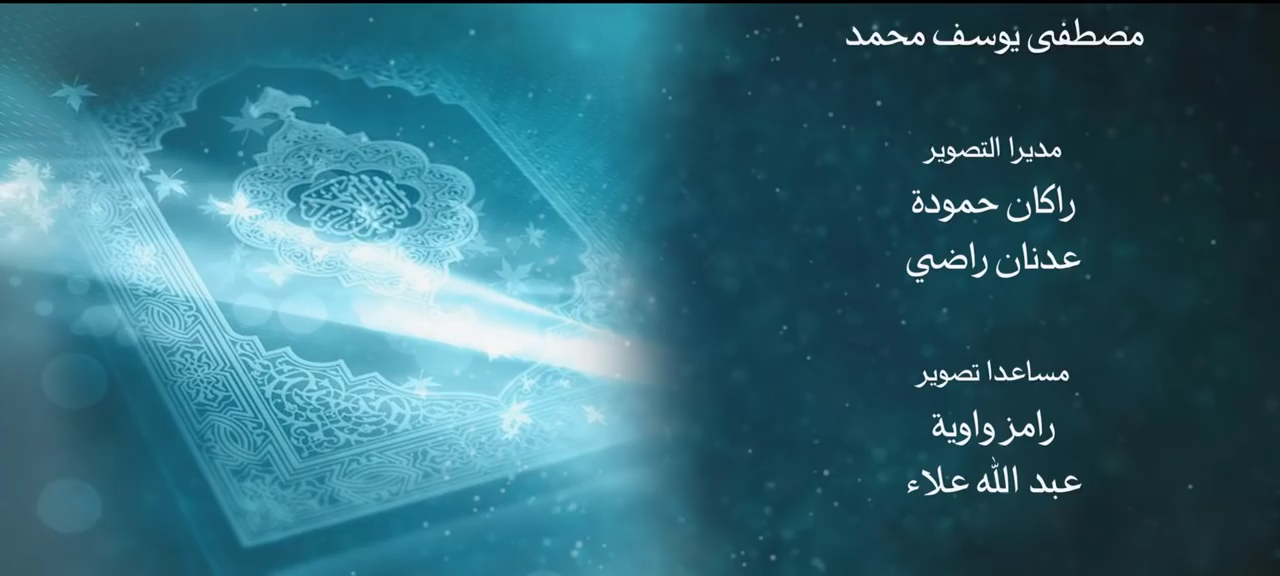 مصطفى يوسف محمد
مديرا التصوير
راكان حمودة
عدنان راضي
مساعدا تصوير
رامز واوية
عبد الله علاء